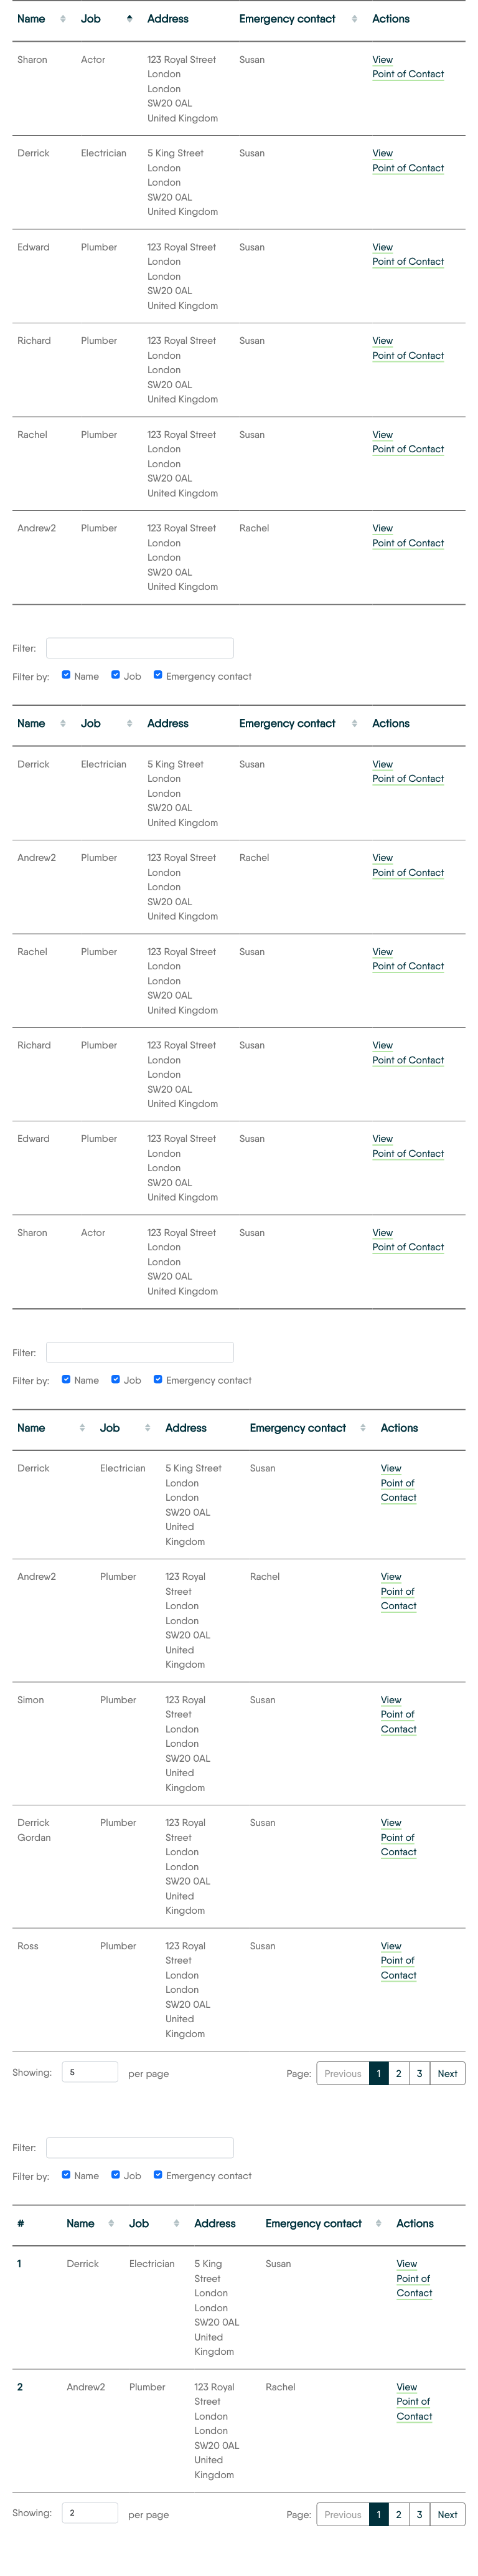 Name Job Address Emergency contact Actions
Sharon Actor 123 Royal Street Susan View
London Point of Contact
London
SW20 0AL
United Kingdom
Derrick Electrician 5 King Street Susan View
London Point of Contact
London
SW20 0AL
United Kingdom
Edward Plumber 123 Royal Street Susan View
London Point of Contact
London
SW20 0AL
United Kingdom
Richard Plumber 123 Royal Street Susan View
London Point of Contact
London
SW20 0AL
United Kingdom
Rachel Plumber 123 Royal Street Susan View
London Point of Contact
London
SW20 0AL
United Kingdom
Andrew2 Plumber 123 Royal Street Rachel View
London Point of Contact
London
SW20 0AL
United Kingdom
Filter:
Filter by: Name Job Emergency contact
Name Job Address Emergency contact Actions
Derrick Electrician 5 King Street Susan View
London Point of Contact
London
SW20 0AL
United Kingdom
Andrew2 Plumber 123 Royal Street Rachel View
London Point of Contact
London
SW20 0AL
United Kingdom
Rachel Plumber 123 Royal Street Susan View
London Point of Contact
London
SW20 0AL
United Kingdom
Richard Plumber 123 Royal Street Susan View
London Point of Contact
London
SW20 0AL
United Kingdom
Edward Plumber 123 Royal Street Susan View
London Point of Contact
London
SW20 0AL
United Kingdom
Sharon Actor 123 Royal Street Susan View
London Point of Contact
London
SW20 0AL
United Kingdom
Filter:
Filter by: Name Job Emergency contact
Name Job Address Emergency contact Actions
Derrick Electrician 5 King Street Susan View
London Point of
London Contact
SW20 0AL
United
Kingdom
Andrew2 Plumber 123 Royal Rachel View
Street Point of
London Contact
London
SW20 0AL
United
Kingdom
Simon Plumber 123 Royal Susan View
Street Point of
London Contact
London
SW20 0AL
United
Kingdom
Derrick Plumber 123 Royal Susan View
Gordan Street Point of
London Contact
London
SW20 0AL
United
Kingdom
Ross Plumber 123 Royal Susan View
Street Point of
London Contact
London
SW20 0AL
United
Kingdom
Showing: 5 per page Page: Previous 1 2 3 Next
Filter:
Filter by: Name Job Emergency contact
# Name Job Address Emergency contact Actions
1 Derrick Electrician 5 King Susan View
Street Point of
London Contact
London
SW20 0AL
United
Kingdom
2 Andrew2 Plumber 123 Royal Rachel View
Street Point of
London Contact
London
SW20 0AL
United
Kingdom
Showing: 2 per page Page: Previous 1 2 3 Next